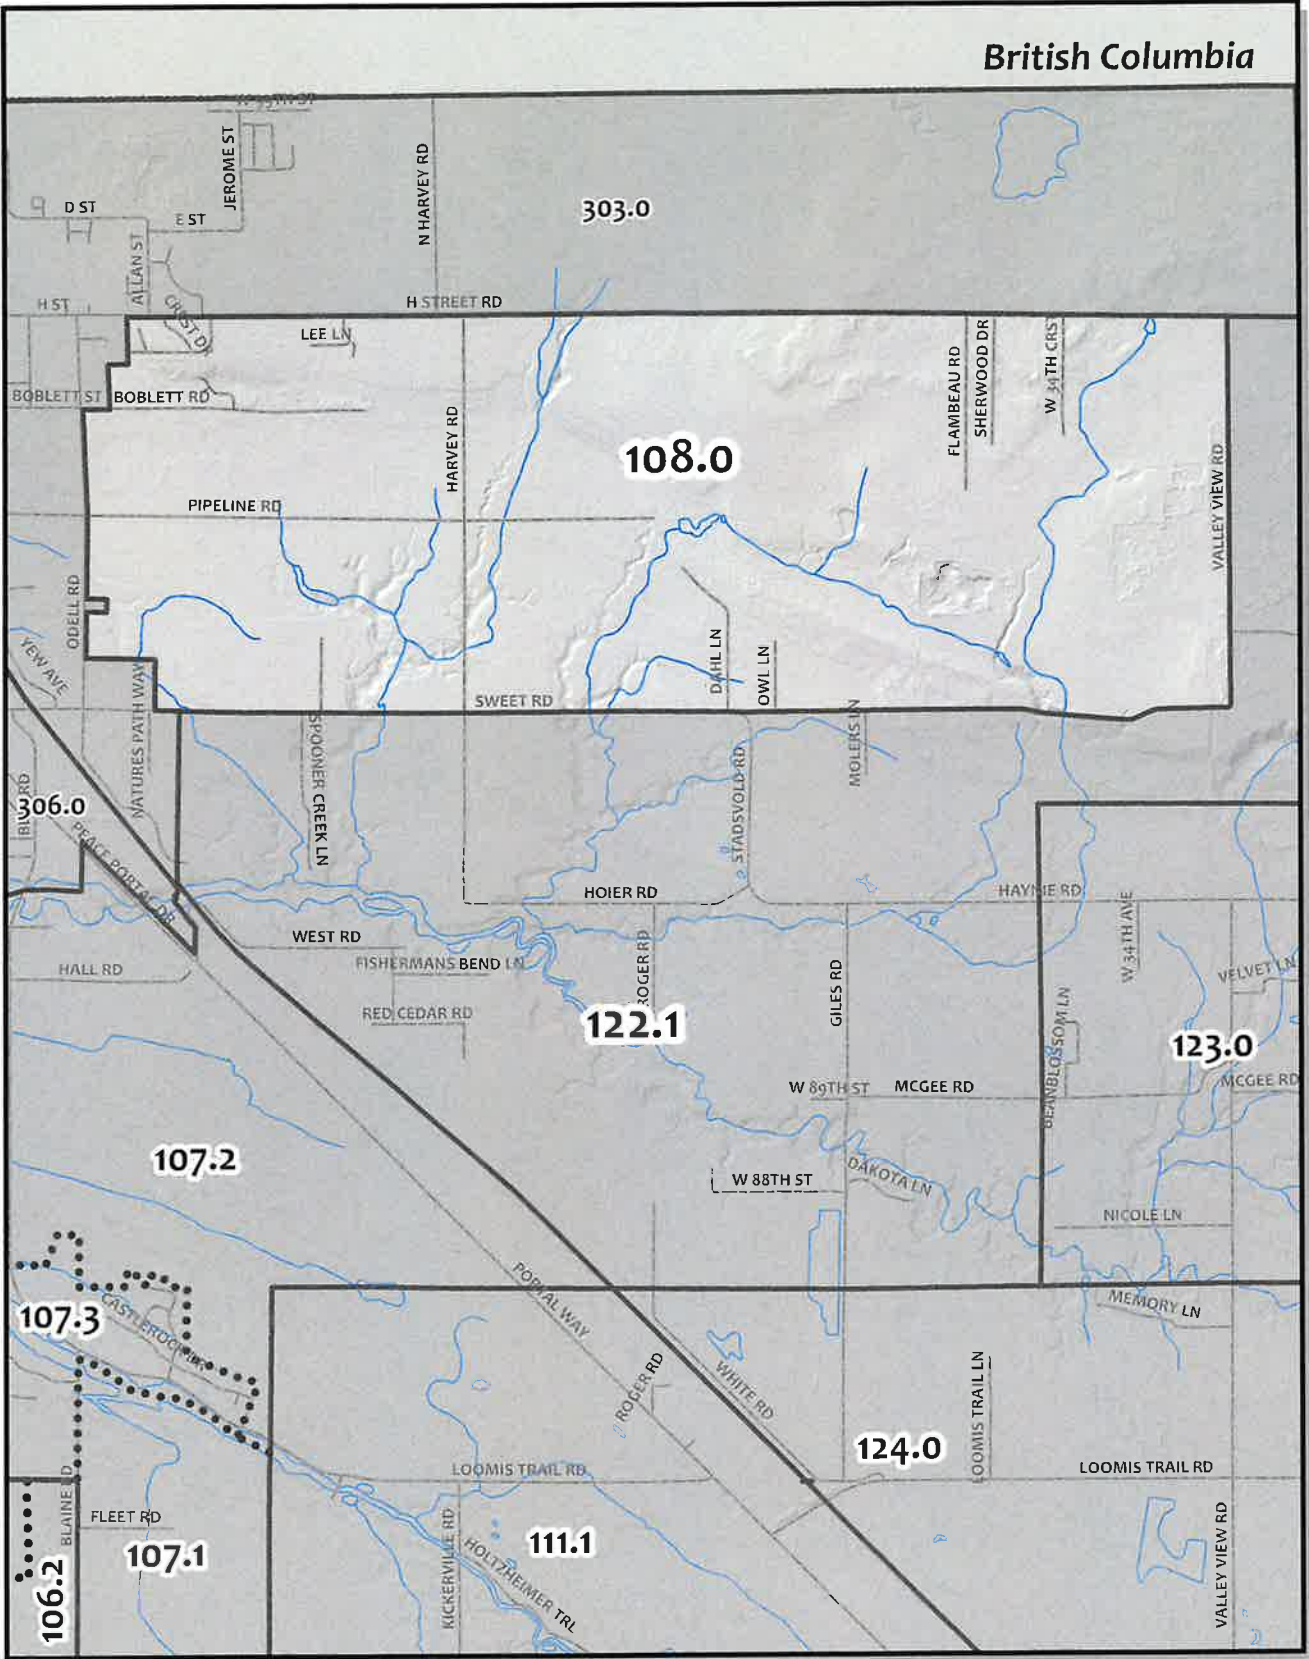 British Columbia
W 99TH ST
JEROME ST
N HARVEY RD
303.0
D ST
E ST
ALLAN ST
H ST
H STREET RD
CREST DR
LEE LN
FLAMBEAU RD
SHERWOOD DR
W 34TH CRST
BOBLETT ST
BOBLETT RD
HARVEY RD
108.0
VALLEY VIEW RD
PIPELINE RD
ODELL RD
YEW AVE
NATURES PATH WAY
DAHL LN
OWL LN
SWEET RD
SPOONER CREEK LN
MOLERS LN
STADSVOLD RD
306.0
RD
PEACE PORTAL DR
HOIER RD
HAYNIE RD
WEST RD
FISHERMANS BEND LN
HALL RD
ROGER RD
GILES RD
W 34TH AVE
VELVET LN
RED CEDAR RD
122.1
BEANBLOSSOM LN
123.0
W 89TH ST
MCGEE RD
MCGEE RD
107.2
W 88TH ST
DAKOTA LN
NICOLE LN
PORTAL WAY
MEMORY LN
107.3
CASTLEROCK DR
ROGER RD
WHITE RD
LOOMIS TRAIL LN
124.0
LOOMIS TRAIL RD
LOOMIS TRAIL RD
BLAINE RD
FLEET RD
KICKERVILLE RD
HOLTZHEIMER TRL
111.1
VALLEY VIEW RD
107.1
106.2